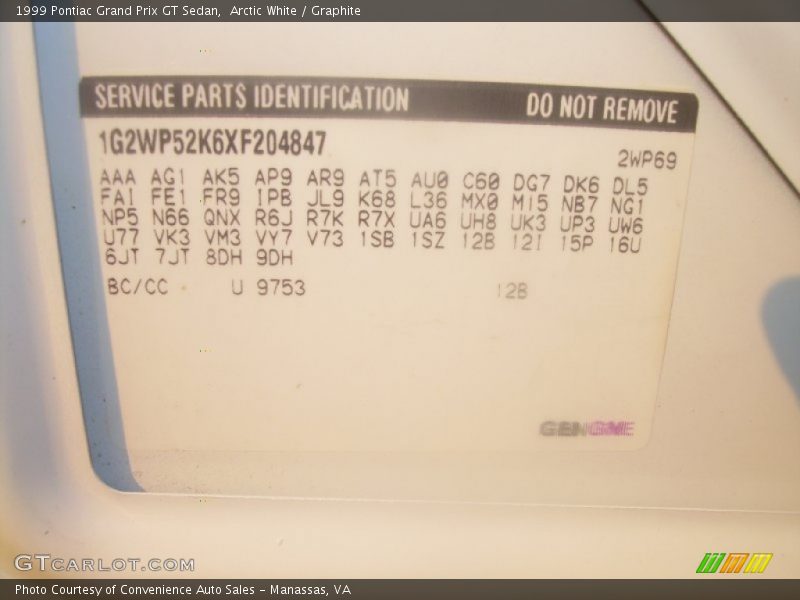 1999 Pontiac Grand Prix GT Sedan,  Arctic White / Graphite
SERVICE PARTS IDENTIFICATION DO NOT REMOVE
1G2WP52K6XF204847 2WP69
AAA AG1 AK5 AP9 AR9 AT5 AU0 C60 DG7 DK6 DL5
FA1 FE1 FR9 IPB JL9 K68 L36 MX0 M15 NB7 NG1
NP5 N66 QNX R6J R7K R7X UA6 UH8 UK3 UP3 UW6
U77 VK3 VM3 VY7 V73 1SB 1SZ 12B 12I 15P 16U
6JT 7JT 8DH 9DH
BC/CC U 9753 12B
GTCARLOT.COM
Photo Courtesy of Convenience Auto Sales - Manassas, VA